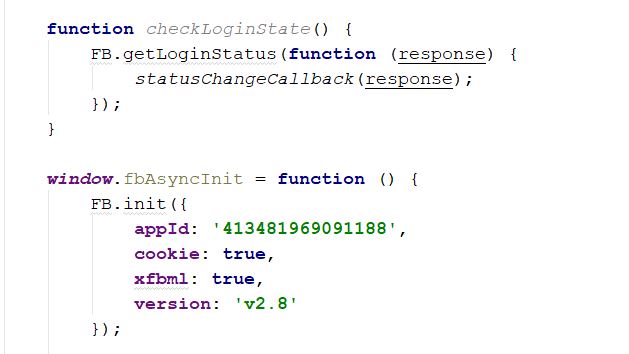 function checkLoginState() {
FB.getLoginStatus(function (response) {
statusChangeCallback(response);
});
}
window.fbAsyncInit = function () {
FB.init({
appId: '413481969091188',
cookie: true,
xfbml: true,
version: 'v2.8'
});